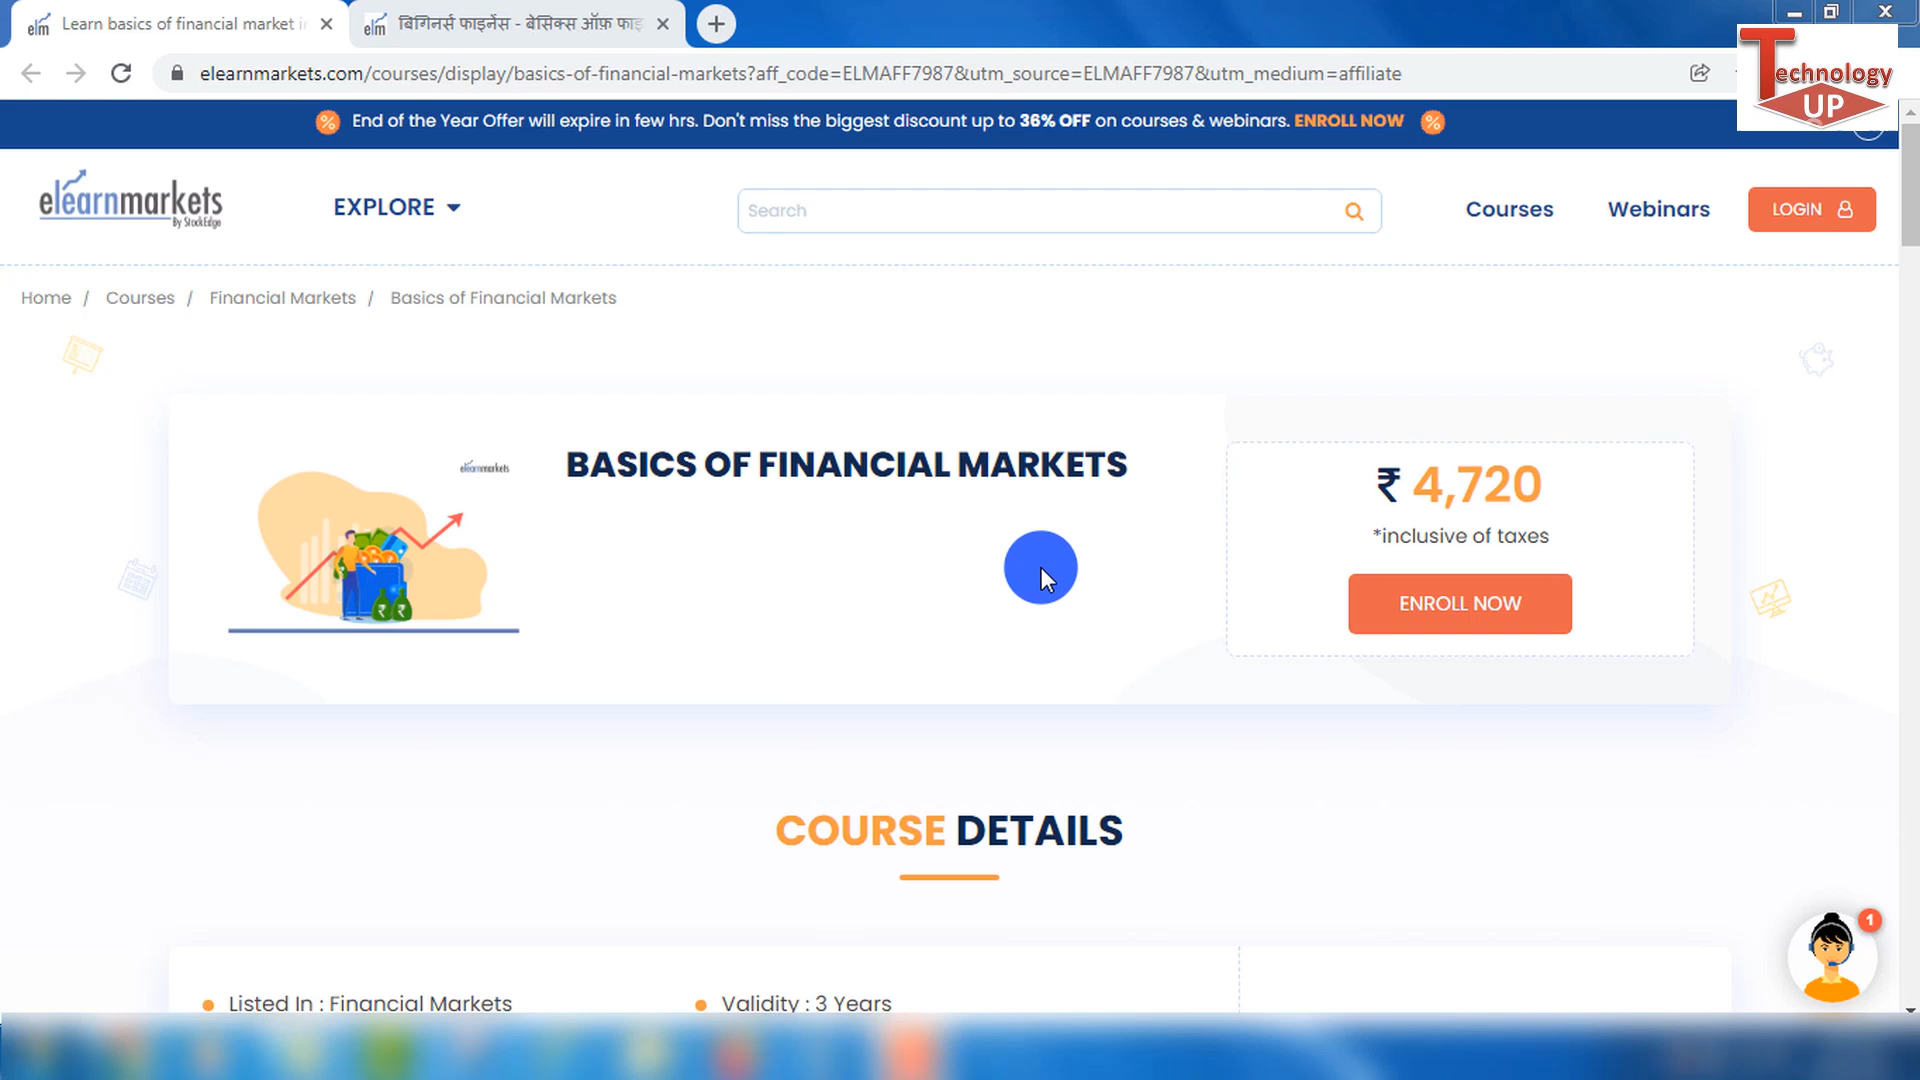 Learn basics of financial market i
बिगिनर्स फाइनेंस - बेसिक्स ऑफ़ फाइ
elearnmarkets.com/courses/display/basics-of-financial-markets?aff_code=ELMAFF7987&utm_source=ELMAFF7987&utm_medium=affiliate
Technology
UP
End of the Year Offer will expire in few hrs. Don't miss the biggest discount up to 36% OFF on courses & webinars. ENROLL NOW
elearnmarkets
By StockEdge
EXPLORE
Search
Courses
Webinars
LOGIN
Home / Courses / Financial Markets / Basics of Financial Markets
elearnmarkets
BASICS OF FINANCIAL MARKETS
₹ 4,720
*inclusive of taxes
ENROLL NOW
COURSE DETAILS
1
Listed In : Financial Markets
Validity : 3 Years